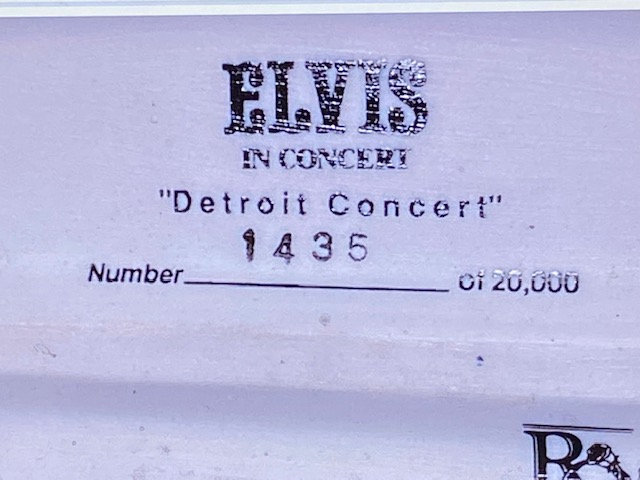 ELVIS
IN CONCERT
"Detroit Concert"
1435
Number of 20,000